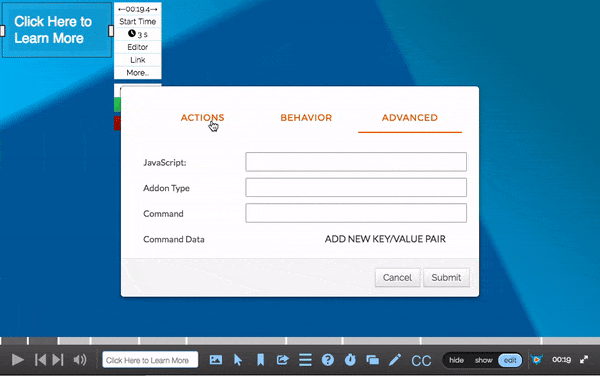 Click Here to
Learn More
←00:19.4→
Start Time
3 s
Editor
Link
More...
ACTIONS
BEHAVIOR
ADVANCED
JavaScript:
Addon Type
Command
Command Data
ADD NEW KEY/VALUE PAIR
Cancel
Submit
Click Here to Learn More
CC
hide
show
edit
00:19